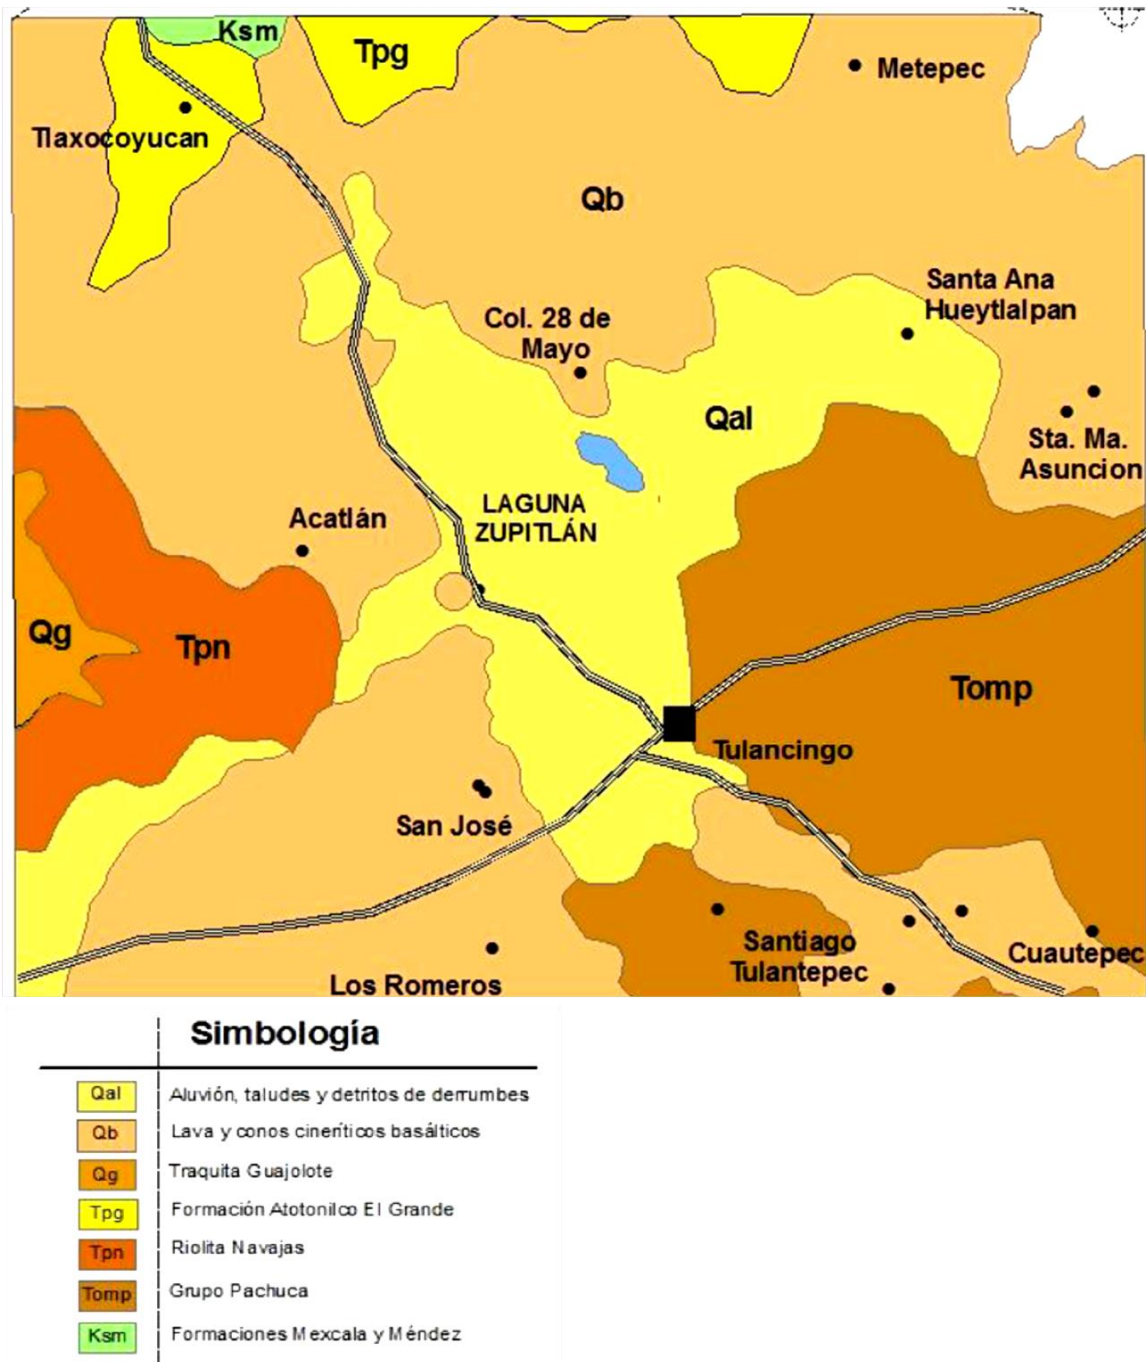 Ksm
Tpg
Metepec
Tlaxocoyucan
Qb
Santa Ana
Hueytlalpan
Col. 28 de
Mayo
Qal
Sta. Ma.
Asuncion
LAGUNA
ZUPITLÁN
Acatlán
Qg
Tpn
Tomp
Tulancingo
San José
Santiago
Tulantepec
Cuautepec
Los Romeros
Simbología
Qal Aluvión, taludes y detritos de derrumbes
Qb Lava y conos cineríticos basálticos
Qg Traquita Guajolote
Tpg Formación Atotonilco El Grande
Tpn Riolita Navajas
Tomp Grupo Pachuca
Ksm Formaciones Mexcala y Méndez